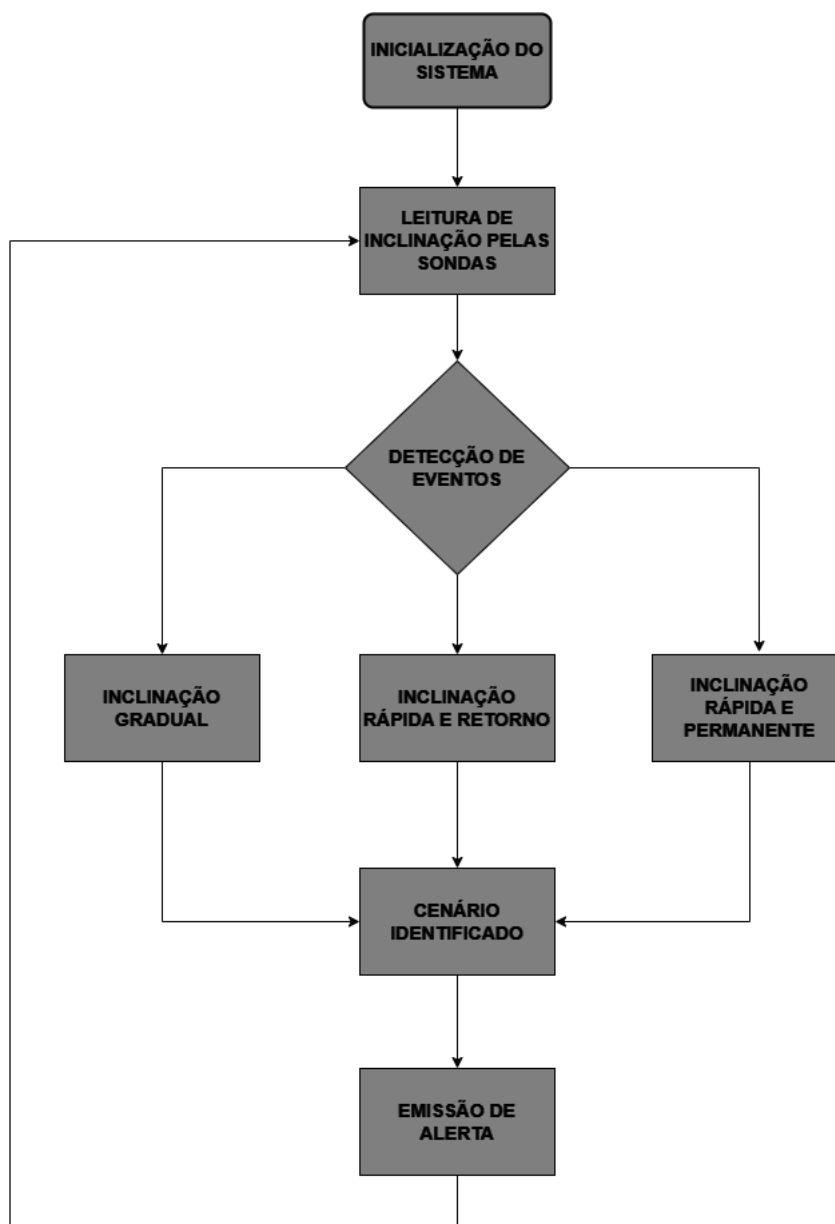 INICIALIZAÇÃO DO
SISTEMA
LEITURA DE
INCLINAÇÃO PELAS
SONDAS
DETECÇÃO DE
EVENTOS
INCLINAÇÃO
GRADUAL
INCLINAÇÃO
RÁPIDA E RETORNO
INCLINAÇÃO
RÁPIDA E
PERMANENTE
CENÁRIO
IDENTIFICADO
EMISSÃO DE
ALERTA